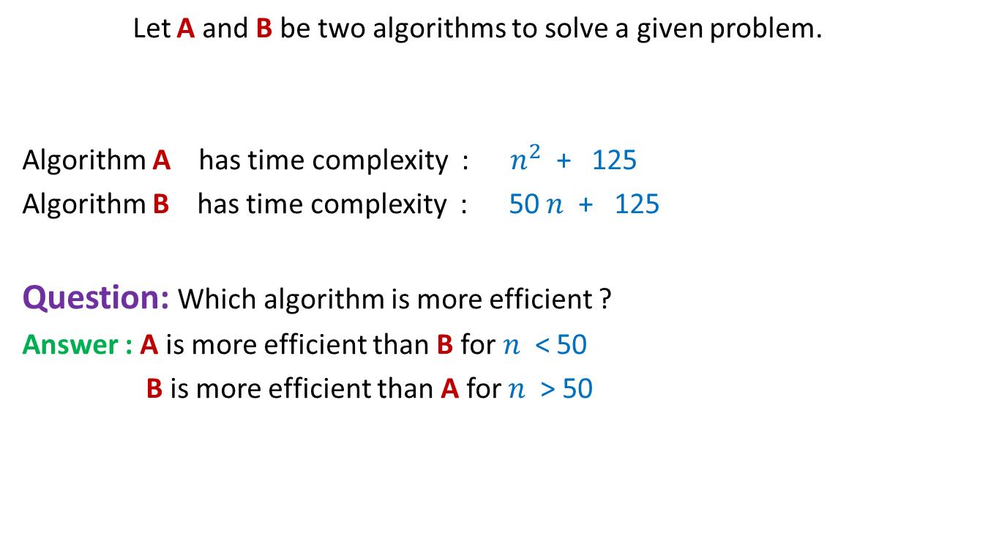 Let A and B be two algorithms to solve a given problem.
Algorithm A has time complexity : 𝑛² + 125
Algorithm B has time complexity : 50 𝑛 + 125
Question: Which algorithm is more efficient ?
Answer : A is more efficient than B for 𝑛 < 50
B is more efficient than A for 𝑛 > 50